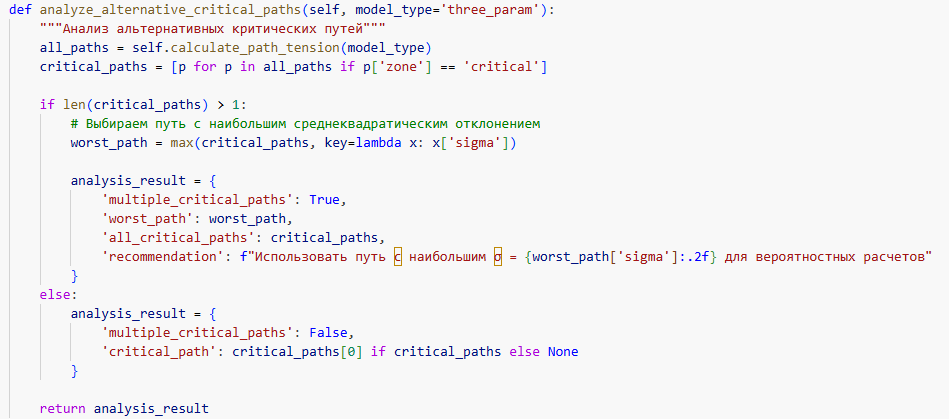 def analyze_alternative_critical_paths(self, model_type='three_param'):
    """Анализ альтернативных критических путей"""
    all_paths = self.calculate_path_tension(model_type)
    critical_paths = [p for p in all_paths if p['zone'] == 'critical']

    if len(critical_paths) > 1:
        # Выбираем путь с наибольшим среднеквадратическим отклонением
        worst_path = max(critical_paths, key=lambda x: x['sigma'])

        analysis_result = {
            'multiple_critical_paths': True,
            'worst_path': worst_path,
            'all_critical_paths': critical_paths,
            'recommendation': f"Использовать путь с наибольшим σ = {worst_path['sigma']:.2f} для вероятностных расчетов"
        }
    else:
        analysis_result = {
            'multiple_critical_paths': False,
            'critical_path': critical_paths[0] if critical_paths else None
        }

    return analysis_result